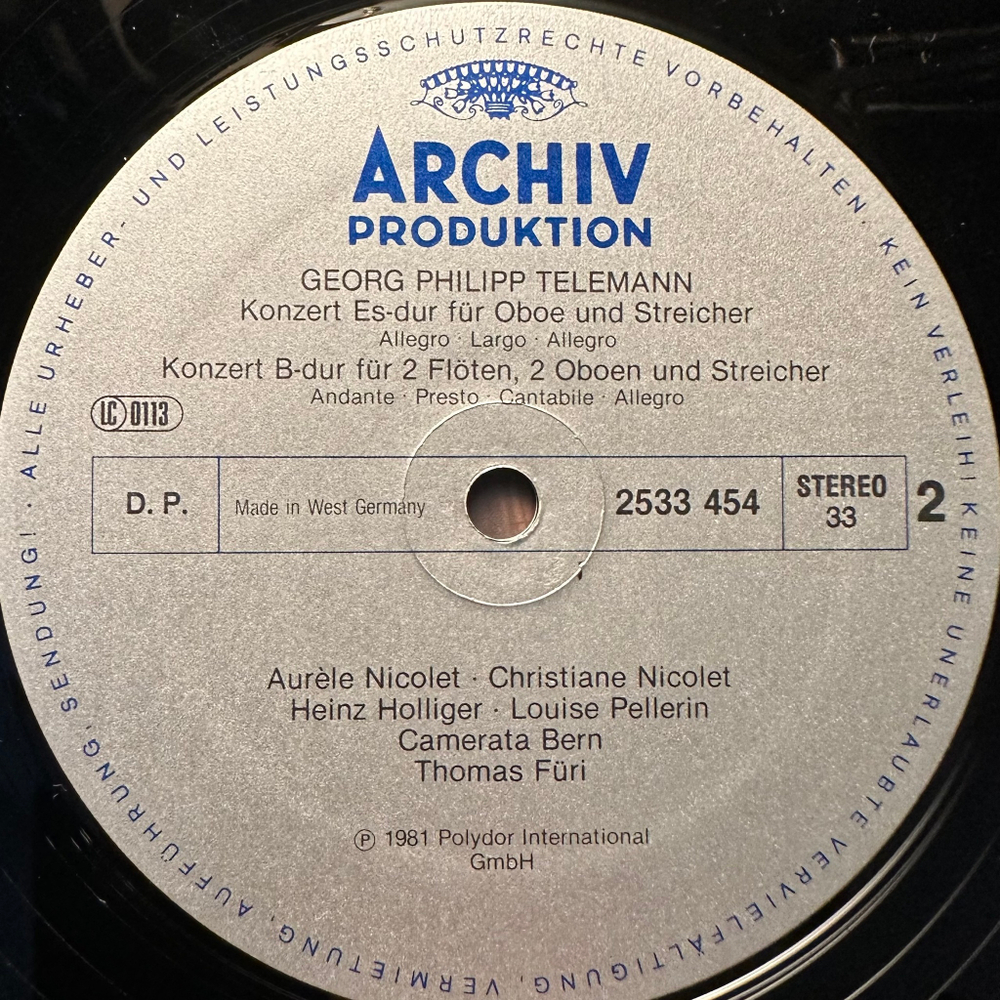 ALLE URHEBER- UND LEISTUNGSSCHUTZRECHTE VORBEHALTEN. KEIN VERLEIH! KEINE UNERLAUBTE VERVIELFÄLTIGUNG, VERMIETUNG, AUFFÜHRUNG, SENDUNG! ·
ARCHIV
PRODUKTION
GEORG PHILIPP TELEMANN
Konzert Es-dur für Oboe und Streicher
Allegro · Largo · Allegro
Konzert B-dur für 2 Flöten, 2 Oboen und Streicher
Andante · Presto · Cantabile · Allegro
LC 0113
D. P. Made in West Germany 2533 454 STEREO 33 2
Aurèle Nicolet · Christiane Nicolet
Heinz Holliger · Louise Pellerin
Camerata Bern
Thomas Füri
℗ 1981 Polydor International
GmbH